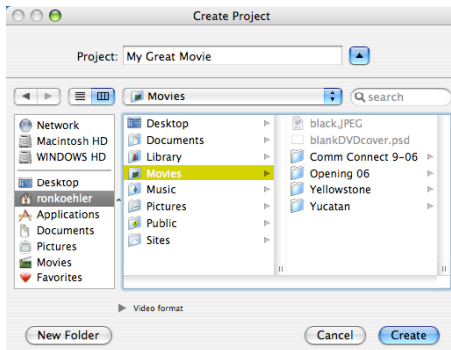 Create Project
Project: My Great Movie
Movies
search
Network
Macintosh HD
WINDOWS HD
Desktop
ronkoehler
Applications
Documents
Pictures
Movies
Favorites
Desktop
Documents
Library
Movies
Music
Pictures
Public
Sites
black.JPEG
blankDVDcover.psd
Comm Connect 9-06
Opening 06
Yellowstone
Yucatan
Video format
New Folder
Cancel
Create